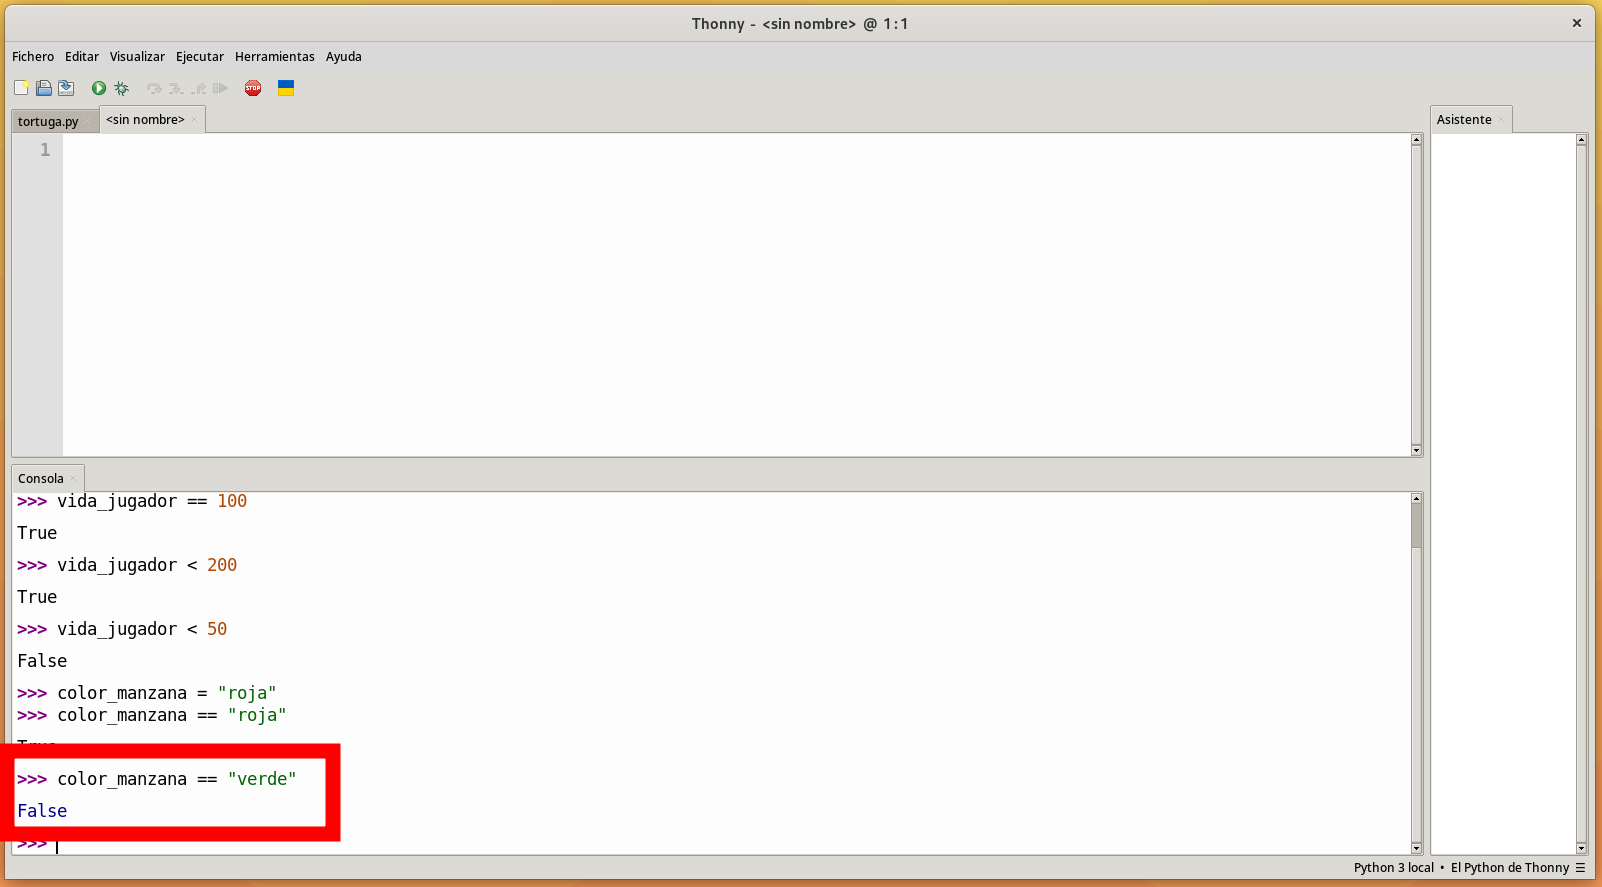 Thonny - <sin nombre> @ 1:1
Fichero Editar Visualizar Ejecutar Herramientas Ayuda
STOP
tortuga.py <sin nombre> Asistente
1
Consola
>>> vida_jugador == 100
True
>>> vida_jugador < 200
True
>>> vida_jugador < 50
False
>>> color_manzana = "roja"
>>> color_manzana == "roja"
True
>>> color_manzana == "verde"
False
>>>
Python 3 local • El Python de Thonny ☰